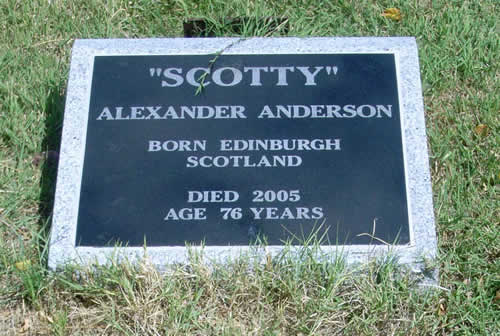 "SCOTTY"
ALEXANDER ANDERSON
BORN EDINBURGH
SCOTLAND
DIED 2005
AGE 76 YEARS